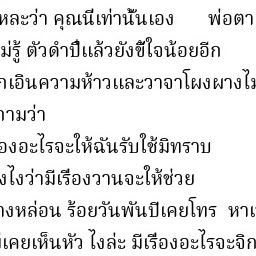 หละว่า คุณนี่เท่านั้นเอง พ่อตา
ม่รู้ ตัวดำปี๋แล้วยังขี้ใจน้อยอีก
กเอินความห้าวและวาจาโผงผางไม
ถามว่า
องอะไรจะให้ฉันรับใช้มิทราบ
งไงว่ามีเรื่องวานจะให้ช่วย
างหล่อน ร้อยวันพันปีเคยโทร หาเ
เคยเห็นหัว ไงล่ะ มีเรื่องอะไรจะจิก